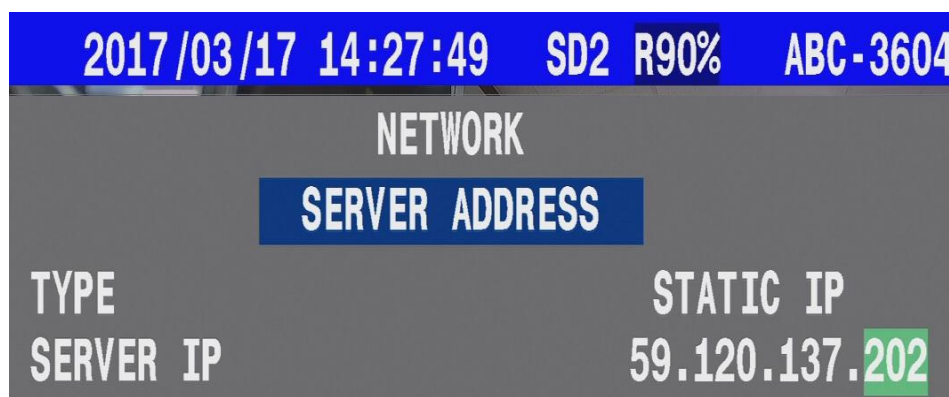 2017/03/17 14:27:49 SD2 R90% ABC-3604
NETWORK
SERVER ADDRESS
TYPE STATIC IP
SERVER IP 59.120.137.202